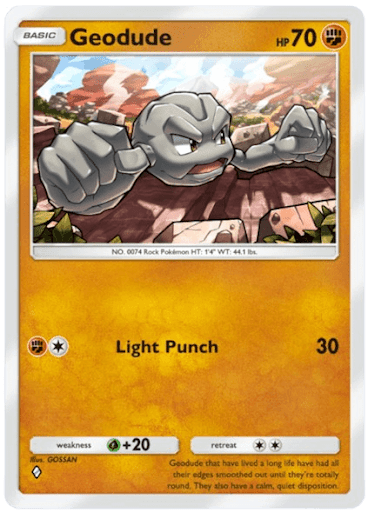 BASIC Geodude HP 70
NO. 0074 Rock Pokémon HT: 1'4" WT: 44.1 lbs.
Light Punch 30
weakness +20 retreat
Illus. GOSSAN
Geodude that have lived a long life have had all
their edges smoothed out until they're totally
round. They also have a calm, quiet disposition.